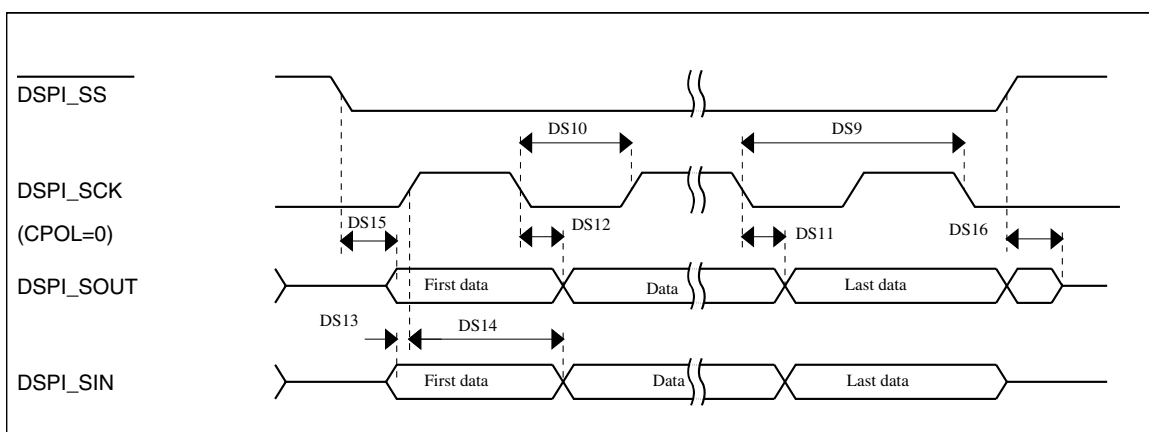 DSPI_SS
DS10
DS9
DSPI_SCK
DS15
DS12
DS11
DS16
(CPOL=0)
DSPI_SOUT
First data
Data
Last data
DS13
DS14
DSPI_SIN
First data
Data
Last data